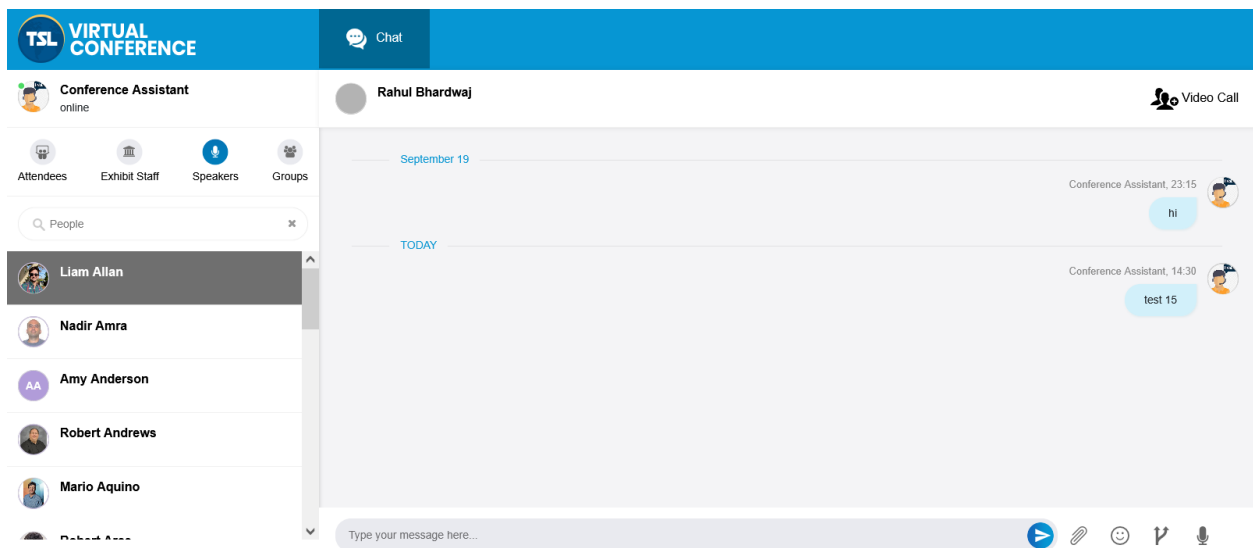 TSL VIRTUAL
CONFERENCE
Chat
Conference Assistant
online
Rahul Bhardwaj
Video Call
Attendees Exhibit Staff Speakers Groups
People
September 19
Conference Assistant, 23:15
hi
TODAY
Conference Assistant, 14:30
test 15
Liam Allan
Nadir Amra
AA Amy Anderson
Robert Andrews
Mario Aquino
Type your message here...